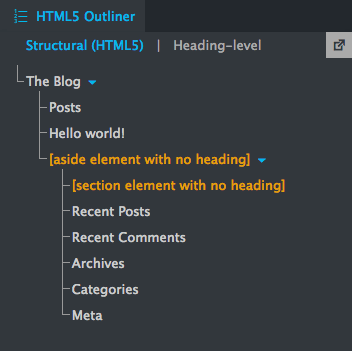 HTML5 Outliner
Structural (HTML5) | Heading-level
The Blog
Posts
Hello world!
[aside element with no heading]
[section element with no heading]
Recent Posts
Recent Comments
Archives
Categories
Meta